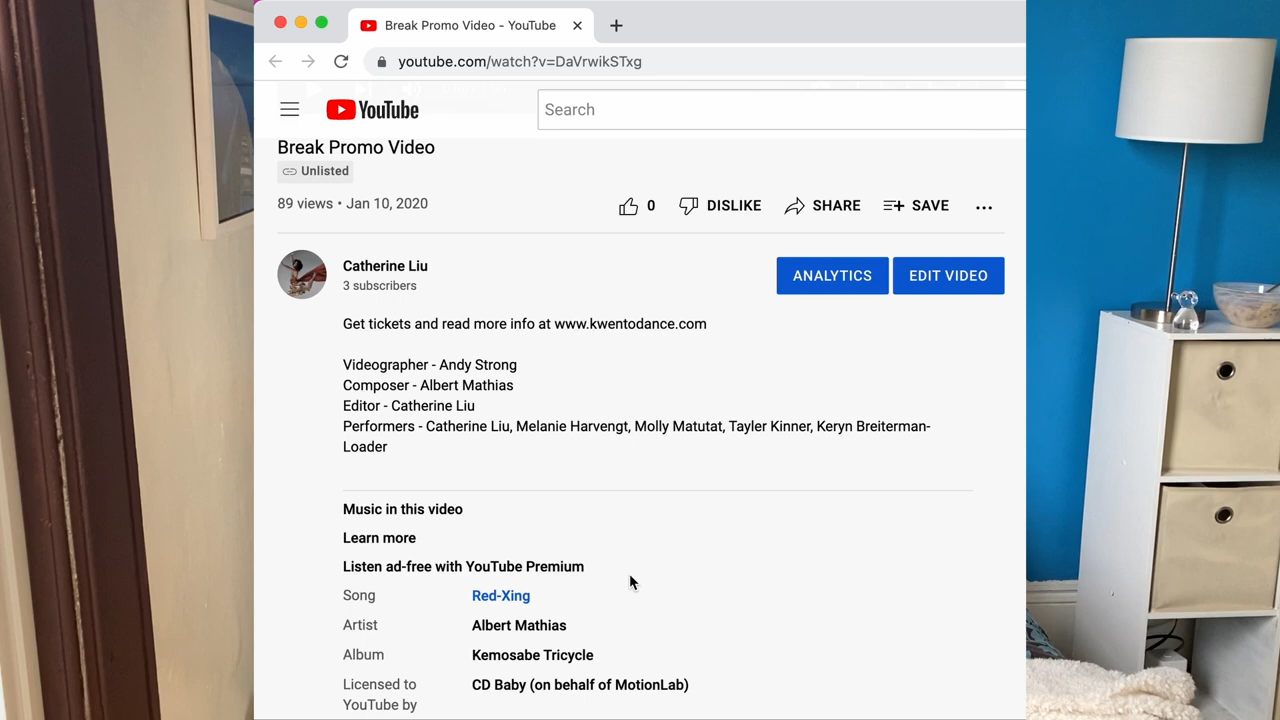 Break Promo Video - YouTube
youtube.com/watch?v=DaVrwikSTxg
YouTube
Search
Break Promo Video
Unlisted
89 views • Jan 10, 2020
0 DISLIKE SHARE SAVE ...
Catherine Liu
3 subscribers
ANALYTICS EDIT VIDEO
Get tickets and read more info at www.kwentodance.com
Videographer - Andy Strong
Composer - Albert Mathias
Editor - Catherine Liu
Performers - Catherine Liu, Melanie Harvengt, Molly Matutat, Tayler Kinner, Keryn Breiterman-
Loader
Music in this video
Learn more
Listen ad-free with YouTube Premium
Song Red-Xing
Artist Albert Mathias
Album Kemosabe Tricycle
Licensed to CD Baby (on behalf of MotionLab)
YouTube by